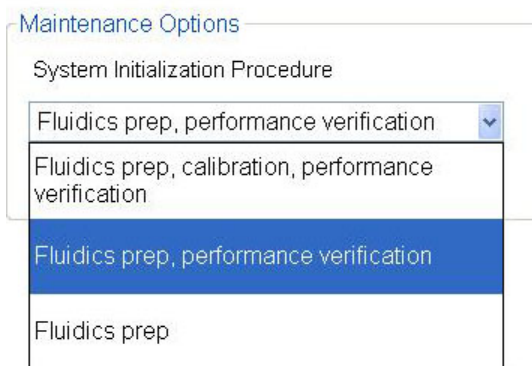 Maintenance Options
System Initialization Procedure
Fluidics prep, performance verification
Fluidics prep, calibration, performance
verification
Fluidics prep, performance verification
Fluidics prep